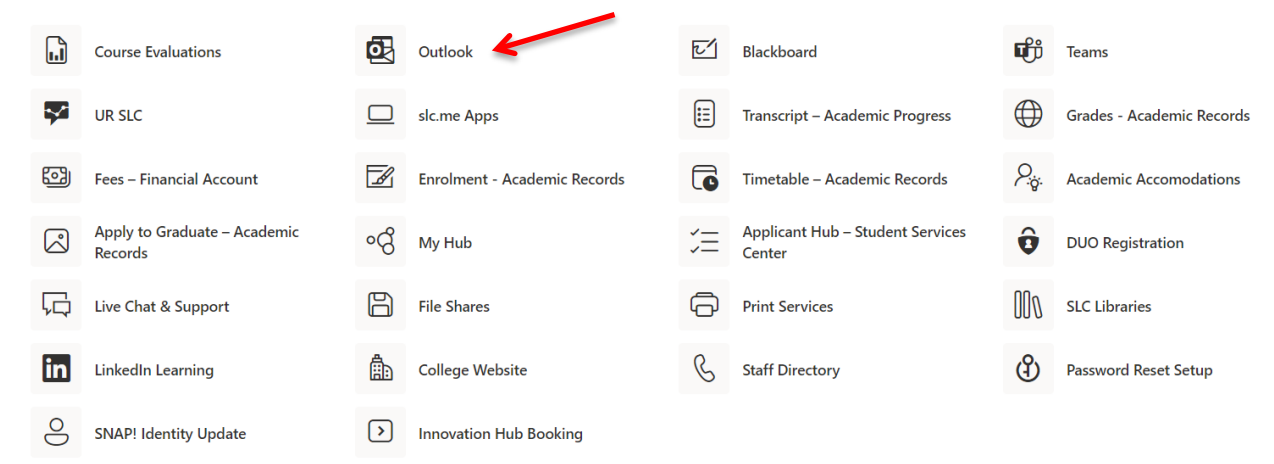 Course Evaluations
Outlook
Blackboard
Teams
UR SLC
slc.me Apps
Transcript – Academic Progress
Grades - Academic Records
Fees – Financial Account
Enrolment - Academic Records
Timetable – Academic Records
Academic Accomodations
Apply to Graduate – Academic
Records
My Hub
Applicant Hub – Student Services
Center
DUO Registration
Live Chat & Support
File Shares
Print Services
SLC Libraries
LinkedIn Learning
College Website
Staff Directory
Password Reset Setup
SNAP! Identity Update
Innovation Hub Booking